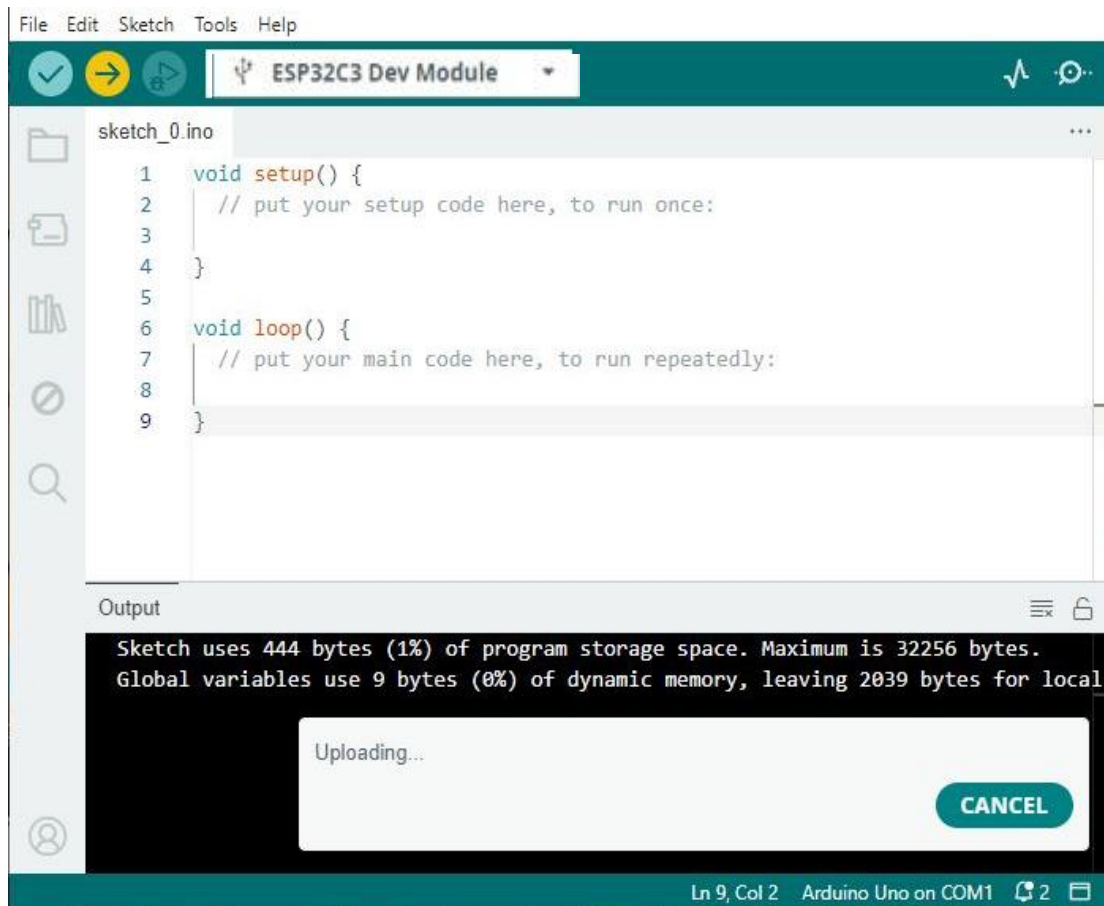 File Edit Sketch Tools Help
ESP32C3 Dev Module
sketch_0.ino
1 void setup() {
2 // put your setup code here, to run once:
3
4 }
5
6 void loop() {
7 // put your main code here, to run repeatedly:
8
9 }
Output
Sketch uses 444 bytes (1%) of program storage space. Maximum is 32256 bytes.
Global variables use 9 bytes (0%) of dynamic memory, leaving 2039 bytes for local
Uploading...
CANCEL
Ln 9, Col 2 Arduino Uno on COM1 2